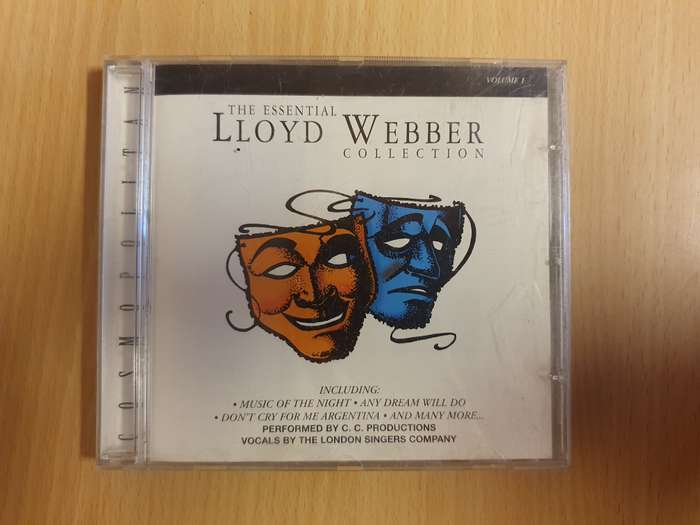 VOLUME 1
THE ESSENTIAL
LLOYD WEBBER
COLLECTION
COSMOPOLITAN
INCLUDING:
• MUSIC OF THE NIGHT • ANY DREAM WILL DO
• DON'T CRY FOR ME ARGENTINA • AND MANY MORE...
PERFORMED BY C. C. PRODUCTIONS
VOCALS BY THE LONDON SINGERS COMPANY